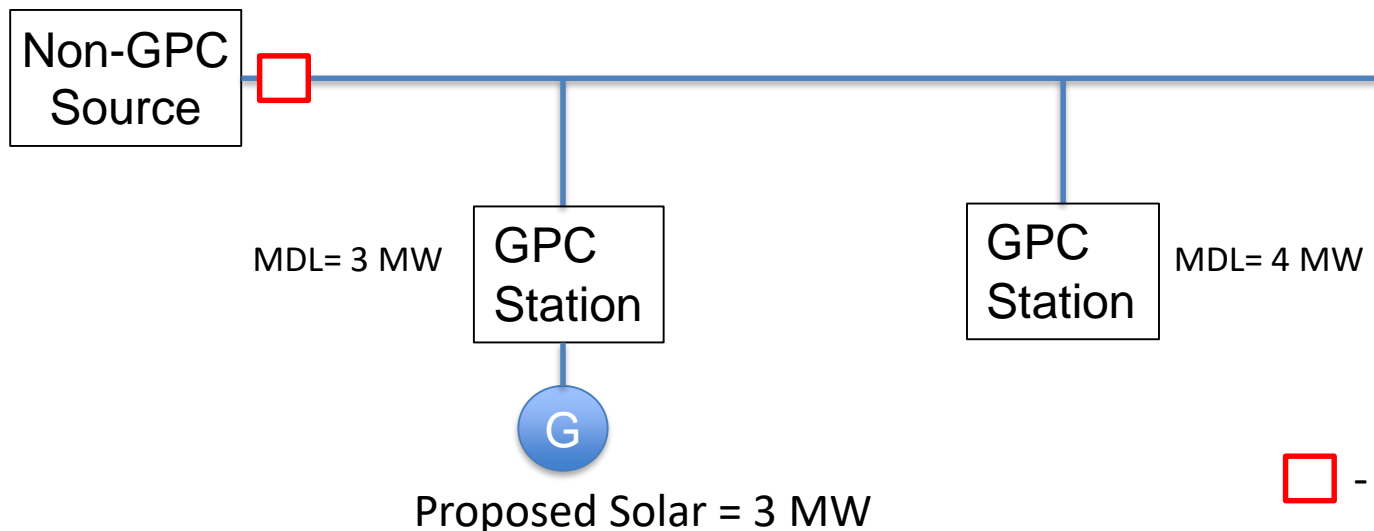 Non-GPC
Source
MDL= 3 MW
GPC
Station
GPC
Station
MDL= 4 MW
G
Proposed Solar = 3 MW
-